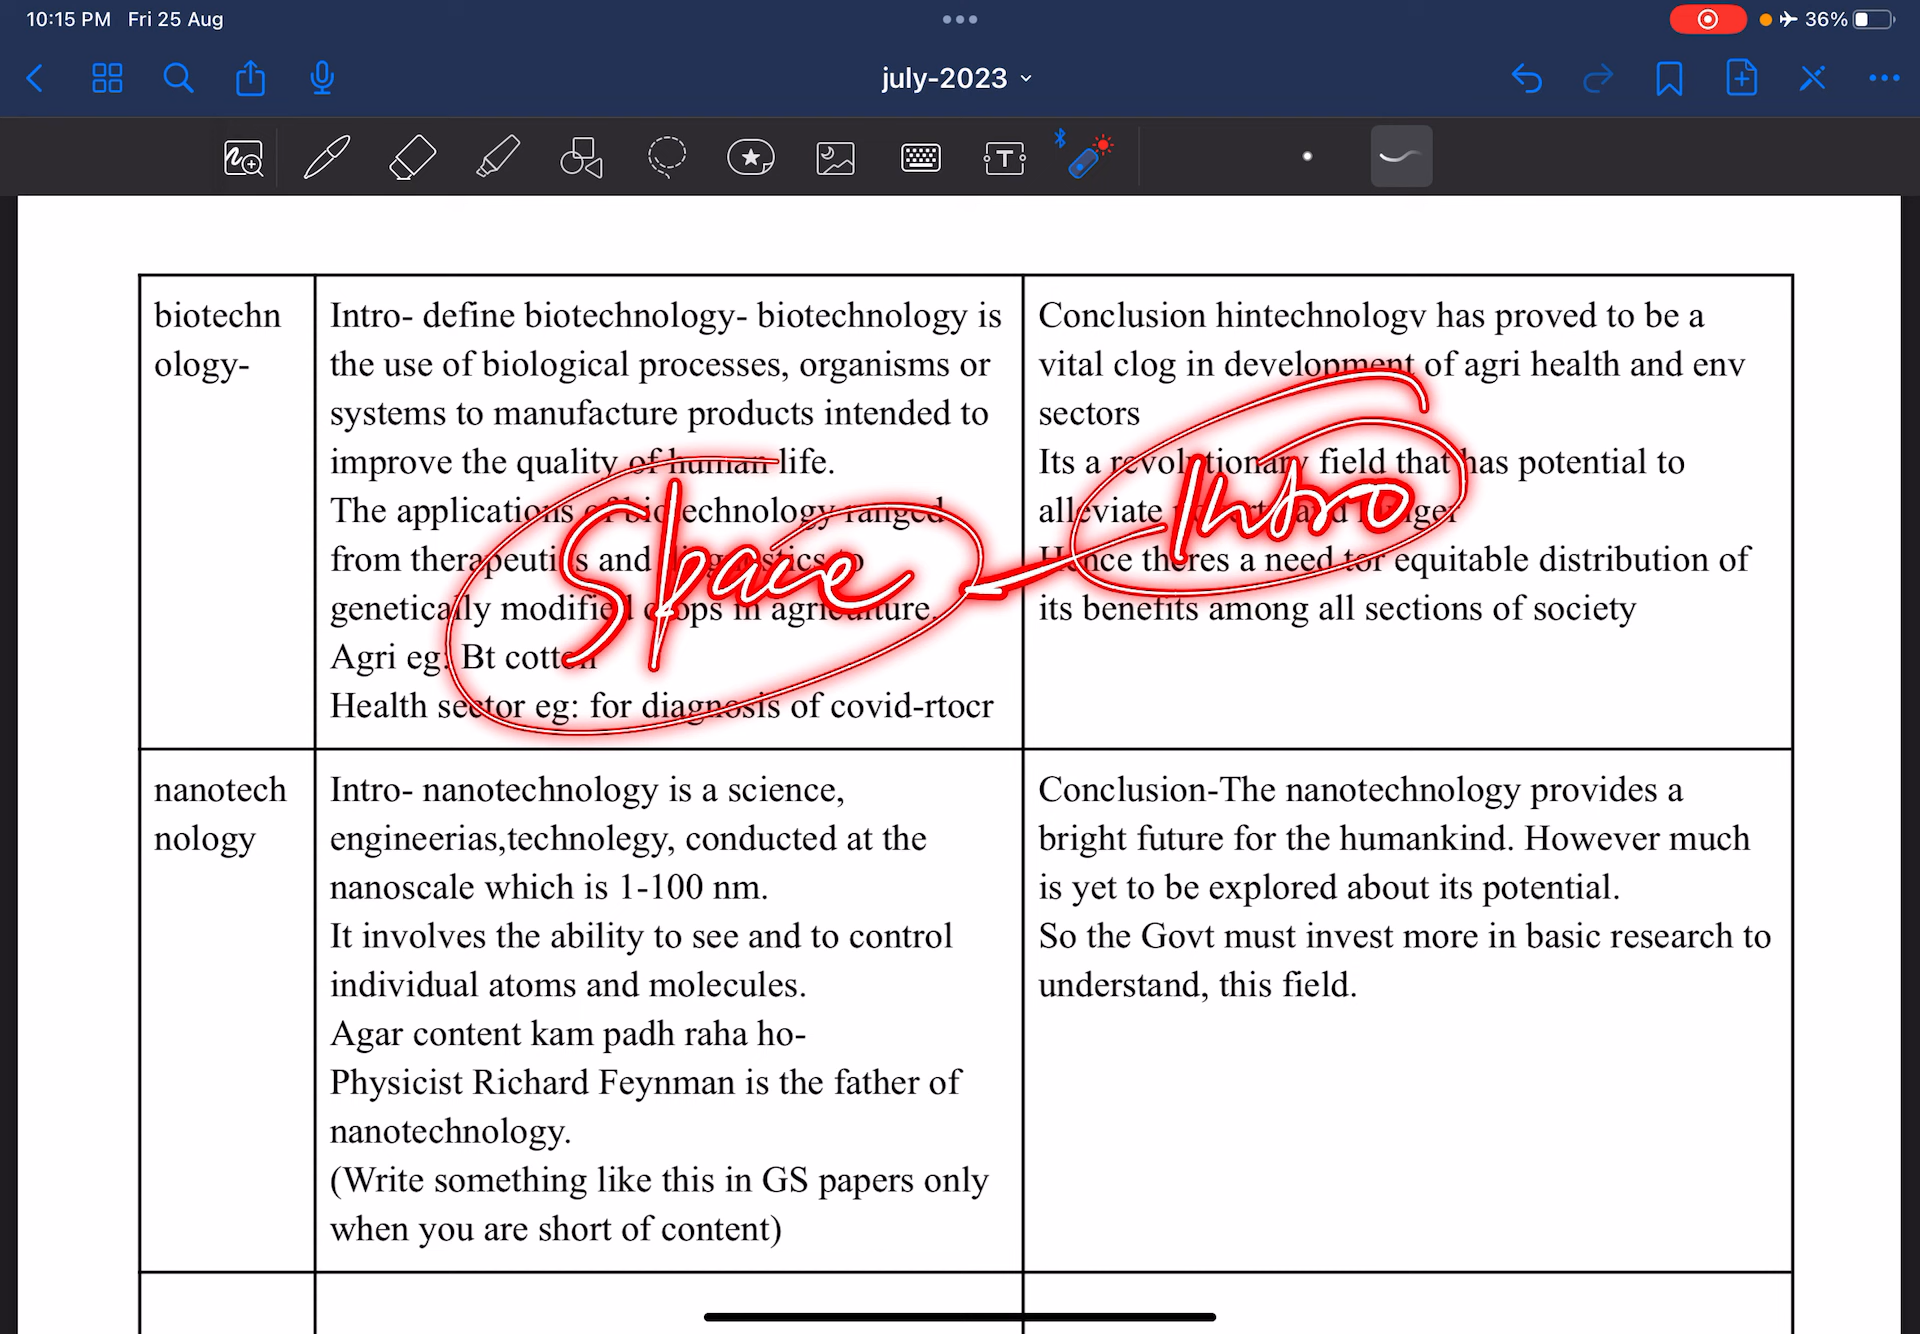 10:15 PM Fri 25 Aug
36%
july-2023
biotechn
ology-
Intro- define biotechnology- biotechnology is
the use of biological processes, organisms or
systems to manufacture products intended to
improve the quality of human life.
The applications of biotechnology ranged
from therapeutics and diagnostics to
genetically modified crops in agriculture.
Agri eg: Bt cotton
Health sector eg: for diagnosis of covid-rtocr
Conclusion hintechnologv has proved to be a
vital clog in development of agri health and env
sectors
Its a revolutionary field that has potential to
alleviate and hunger
Hence theres a need for equitable distribution of
its benefits among all sections of society
Space
Intro
nanotech
nology
Intro- nanotechnology is a science,
engineerias,technolegy, conducted at the
nanoscale which is 1-100 nm.
It involves the ability to see and to control
individual atoms and molecules.
Agar content kam padh raha ho-
Physicist Richard Feynman is the father of
nanotechnology.
(Write something like this in GS papers only
when you are short of content)
Conclusion-The nanotechnology provides a
bright future for the humankind. However much
is yet to be explored about its potential.
So the Govt must invest more in basic research to
understand, this field.